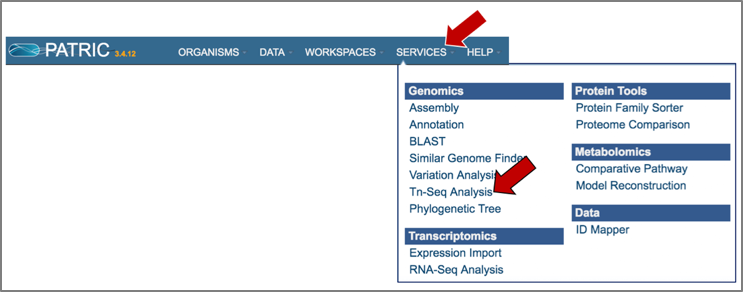 PATRIC 3.4.12 ORGANISMS DATA WORKSPACES SERVICES HELP
Genomics
Assembly
Annotation
BLAST
Similar Genome Finder
Variation Analysis
Tn-Seq Analysis
Phylogenetic Tree
Transcriptomics
Expression Import
RNA-Seq Analysis
Protein Tools
Protein Family Sorter
Proteome Comparison
Metabolomics
Comparative Pathway
Model Reconstruction
Data
ID Mapper